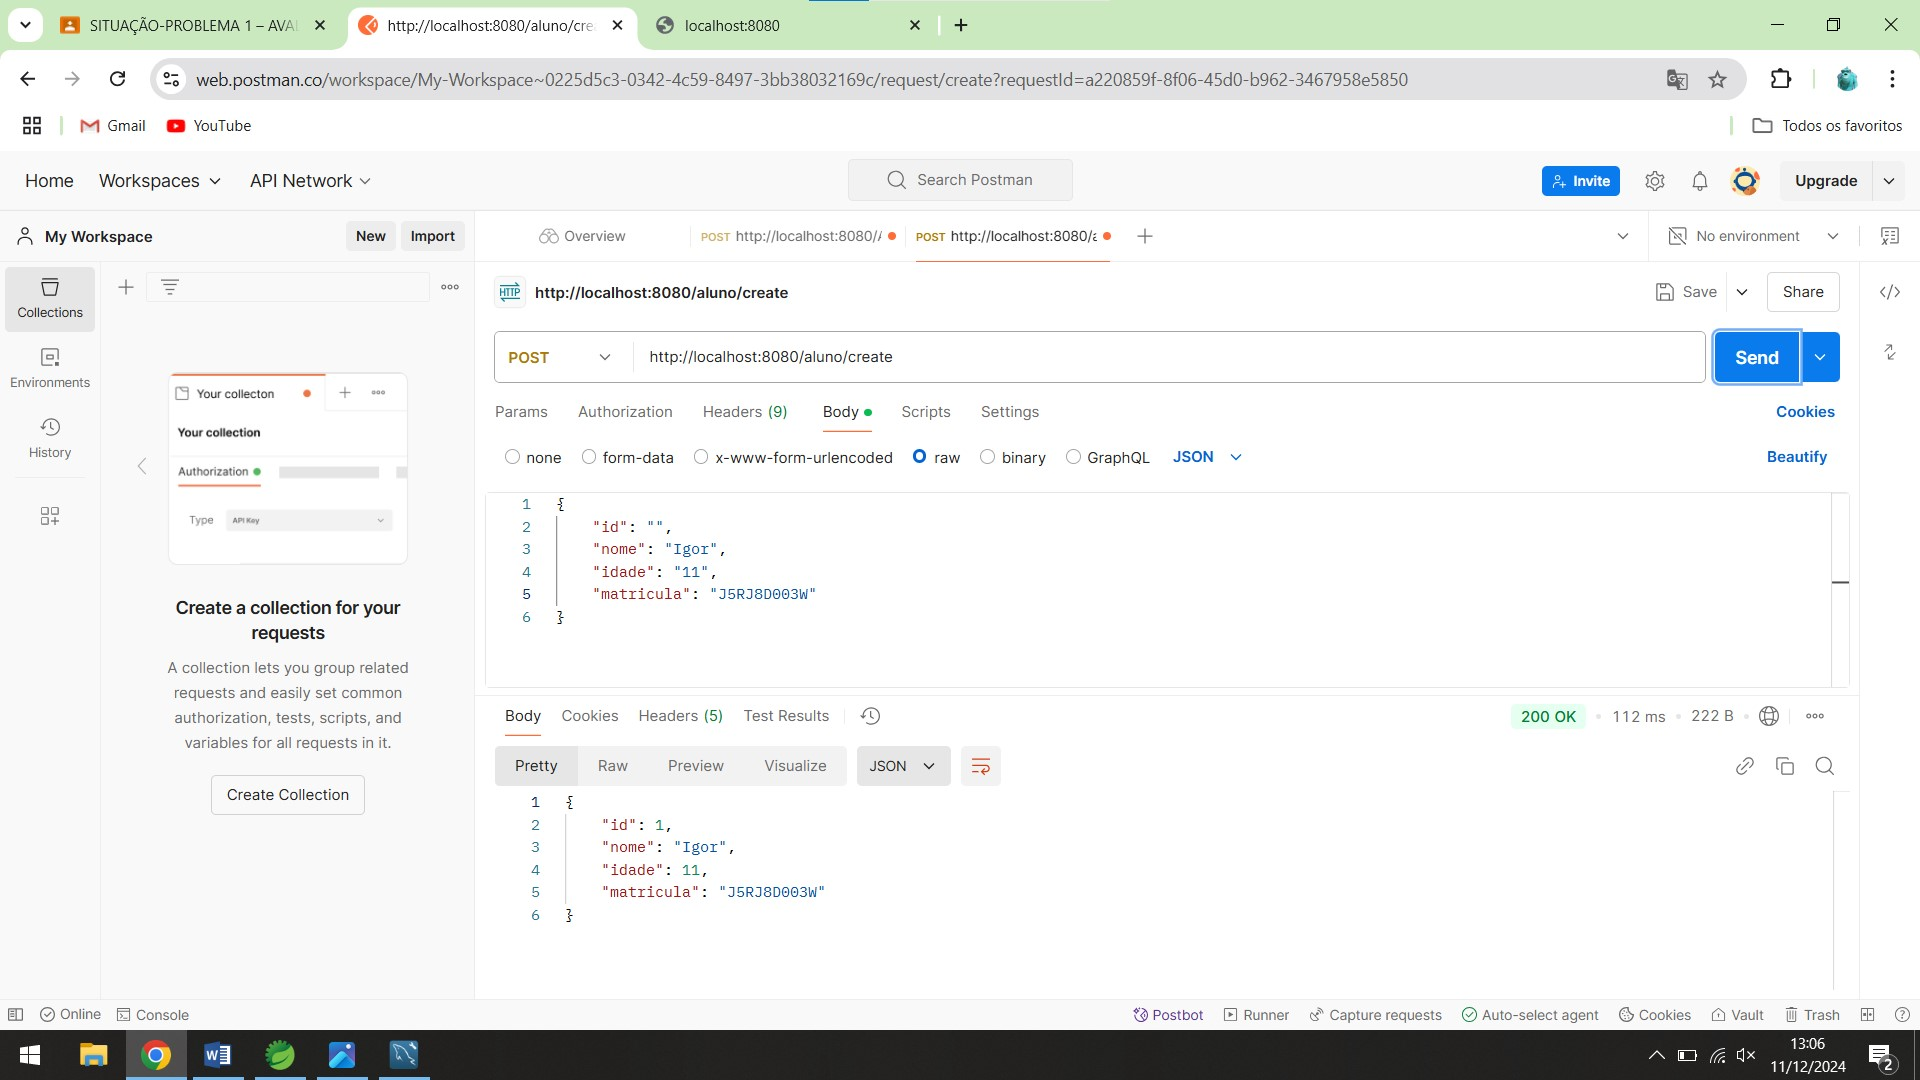 SITUAÇÃO-PROBLEMA 1 – AVAL
http://localhost:8080/aluno/cre
localhost:8080
web.postman.co/workspace/My-Workspace~0225d5c3-0342-4c59-8497-3bb38032169c/request/create?requestId=a220859f-8f06-45d0-b962-3467958e5850
Gmail
YouTube
Todos os favoritos
Home
Workspaces
API Network
Search Postman
Invite
Upgrade
My Workspace
New
Import
Overview
POST http://localhost:8080/
POST http://localhost:8080/a
No environment
Collections
Environments
History
Your collecton
Your collection
Authorization
Type
API Key
Create a collection for your
requests
A collection lets you group related
requests and easily set common
authorization, tests, scripts, and
variables for all requests in it.
Create Collection
HTTP
http://localhost:8080/aluno/create
Save
Share
POST
http://localhost:8080/aluno/create
Send
Params
Authorization
Headers (9)
Body
Scripts
Settings
Cookies
none
form-data
x-www-form-urlencoded
raw
binary
GraphQL
JSON
Beautify
1 {
2 "id": "",
3 "nome": "Igor",
4 "idade": "11",
5 "matricula": "J5RJ8D003W"
6 }
Body
Cookies
Headers (5)
Test Results
200 OK
112 ms
222 B
Pretty
Raw
Preview
Visualize
JSON
1 {
2 "id": 1,
3 "nome": "Igor",
4 "idade": 11,
5 "matricula": "J5RJ8D003W"
6 }
Online
Console
Postbot
Runner
Capture requests
Auto-select agent
Cookies
Vault
Trash
13:06
11/12/2024
2